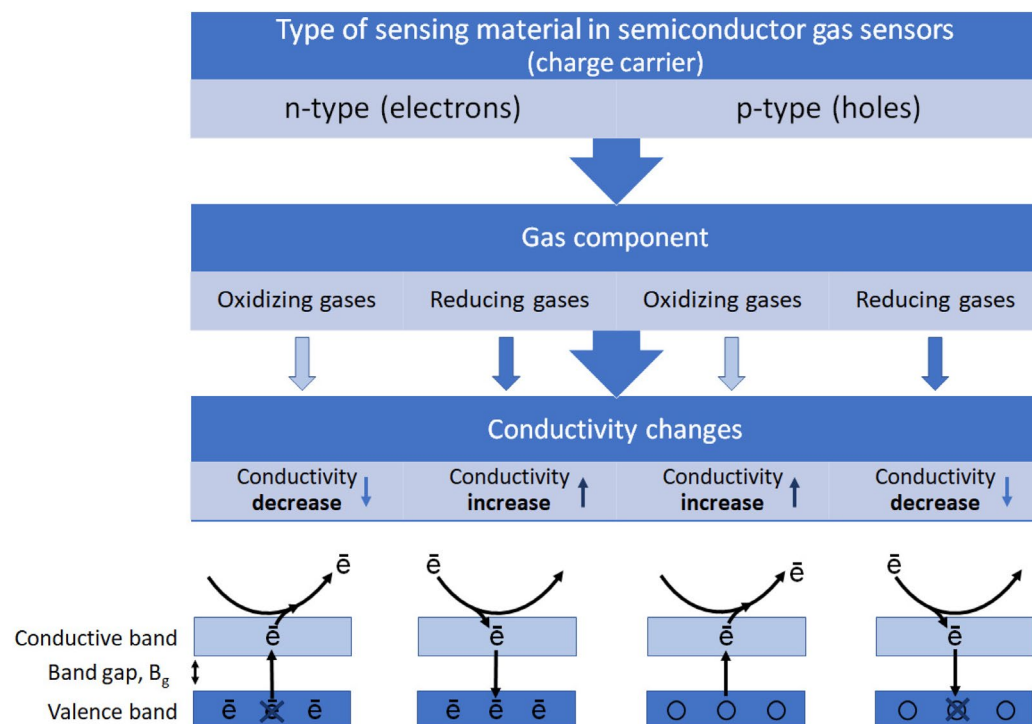 Type of sensing material in semiconductor gas sensors
(charge carrier)
n-type (electrons)
p-type (holes)
Gas component
Oxidizing gases
Reducing gases
Oxidizing gases
Reducing gases
Conductivity changes
Conductivity
decrease
Conductivity
increase
Conductivity
increase
Conductivity
decrease
ē
ē
ē
ē
Conductive band
ē
ē
ē
ē
Band gap, Bg
Valence band
ē ē ē
ē ē ē